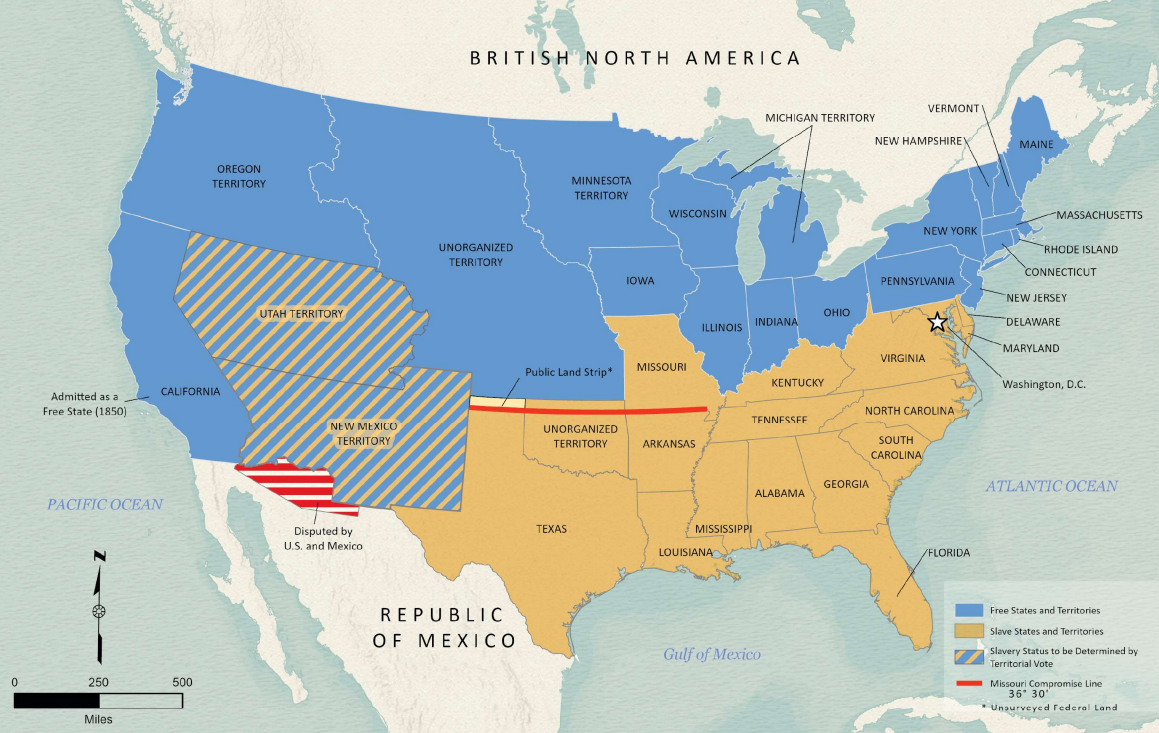 BRITISH NORTH AMERICA
VERMONT
MICHIGAN TERRITORY
NEW HAMPSHIRE
MAINE
OREGON
TERRITORY
MINNESOTA
TERRITORY
WISCONSIN
MASSACHUSETTS
NEW YORK
RHODE ISLAND
UNORGANIZED
TERRITORY
CONNECTICUT
IOWA
PENNSYLVANIA
NEW JERSEY
UTAH TERRITORY
ILLINOIS
INDIANA
OHIO
DELAWARE
MARYLAND
VIRGINIA
MISSOURI
Public Land Strip*
KENTUCKY
Washington, D.C.
CALIFORNIA
Admitted as a
Free State (1850)
NEW MEXICO
TERRITORY
UNORGANIZED
TERRITORY
ARKANSAS
TENNESSEE
NORTH CAROLINA
SOUTH
CAROLINA
PACIFIC OCEAN
ATLANTIC OCEAN
ALABAMA
GEORGIA
TEXAS
MISSISSIPPI
LOUISIANA
Disputed by
U.S. and Mexico
FLORIDA
N
REPUBLIC
OF MEXICO
Gulf of Mexico
Free States and Territories
Slave States and Territories
Slavery Status to be Determined by
Territorial Vote
Missouri Compromise Line
36° 30'
* Unsurveyed Federal Land
0 250 500
Miles